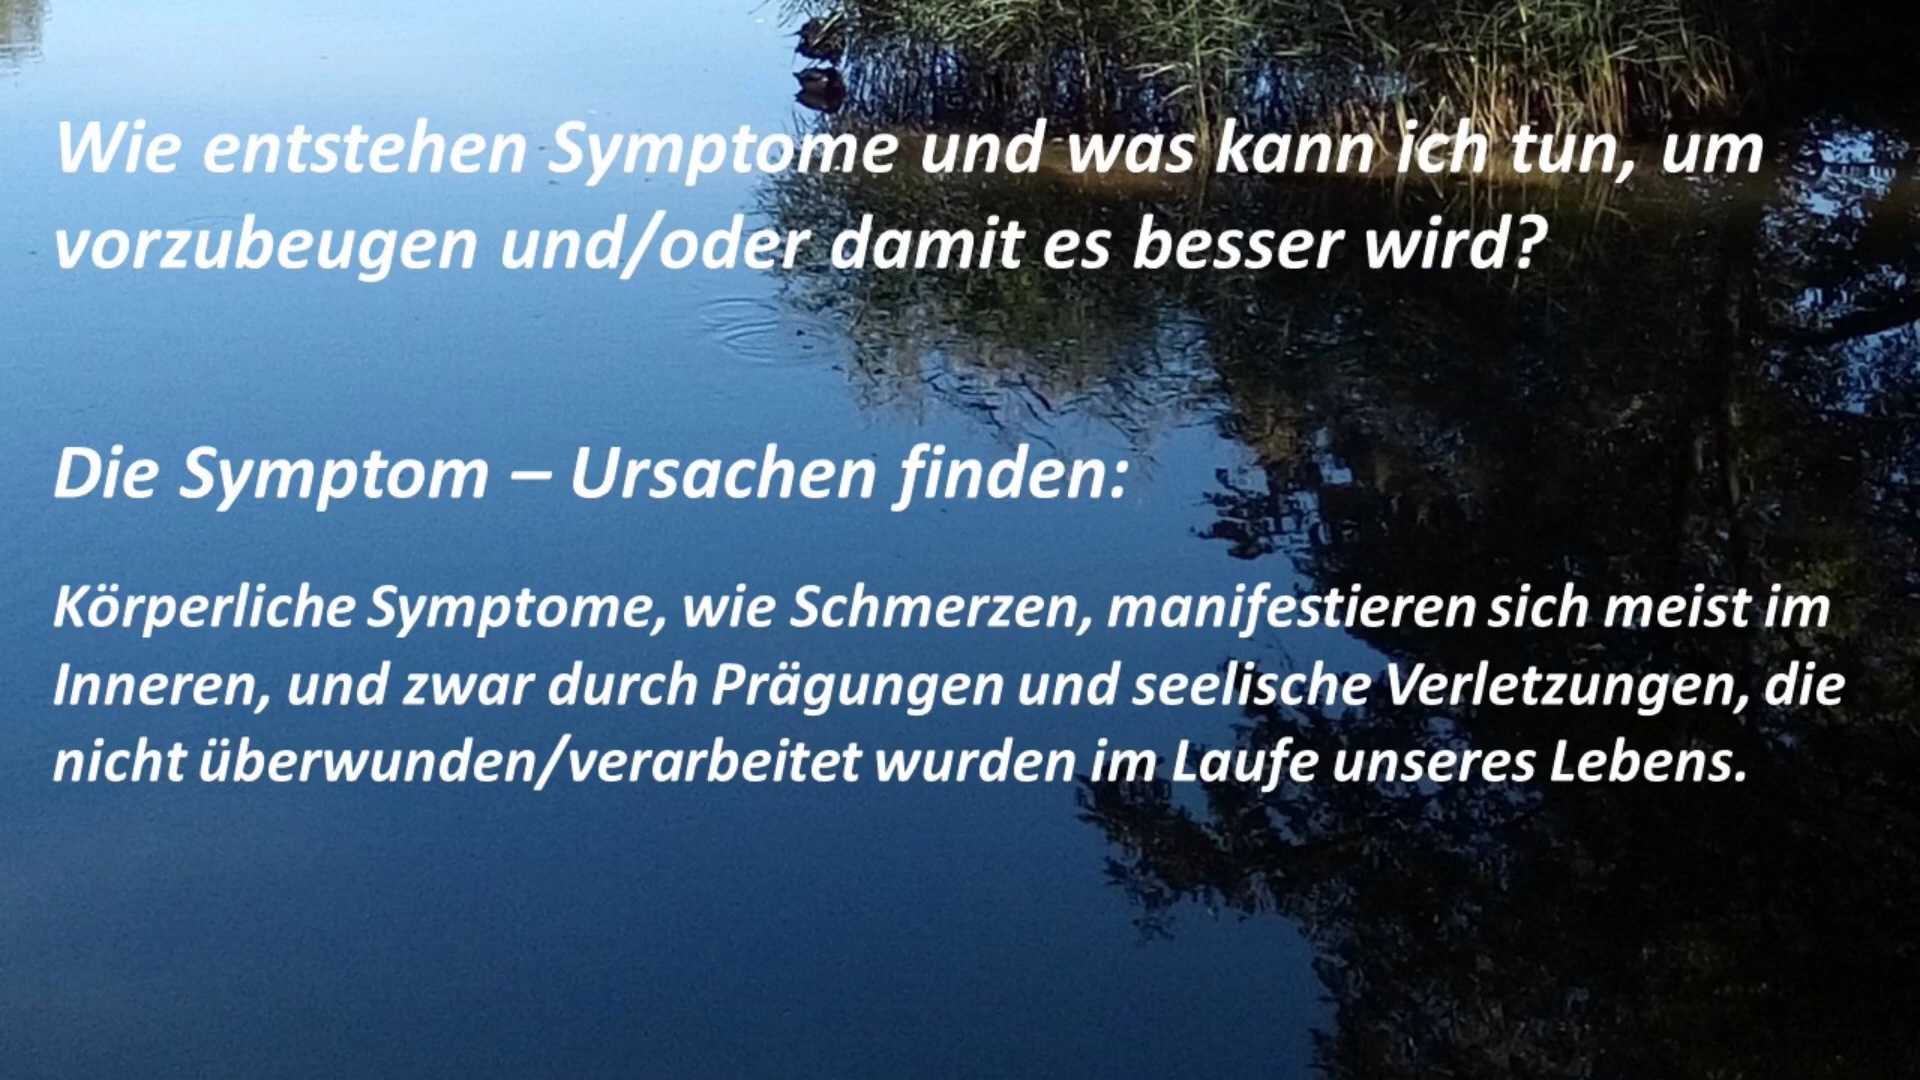 Wie entstehen Symptome und was kann ich tun, um
vorzubeugen und/oder damit es besser wird?
Die Symptom – Ursachen finden:
Körperliche Symptome, wie Schmerzen, manifestieren sich meist im
Inneren, und zwar durch Prägungen und seelische Verletzungen, die
nicht überwunden/verarbeitet wurden im Laufe unseres Lebens.